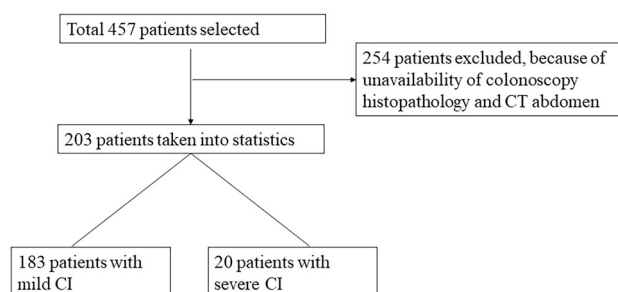 Total 457 patients selected
254 patients excluded, because of
unavailability of colonoscopy
histopathology and CT abdomen
203 patients taken into statistics
183 patients with
mild CI
20 patients with
severe CI